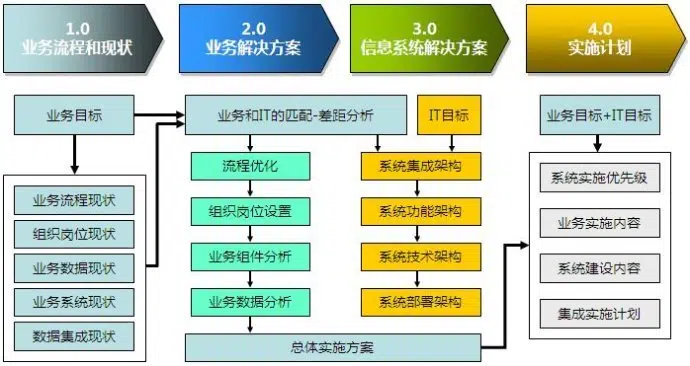 1.0
业务流程和现状
2.0
业务解决方案
3.0
信息系统解决方案
4.0
实施计划
业务目标
业务和IT的匹配-差距分析
IT目标
业务目标+IT目标
业务流程现状
组织岗位现状
业务数据现状
业务系统现状
数据集成现状
流程优化
组织岗位设置
业务组件分析
业务数据分析
系统集成架构
系统功能架构
系统技术架构
系统部署架构
总体实施方案
系统实施优先级
业务实施内容
系统建设内容
集成实施计划